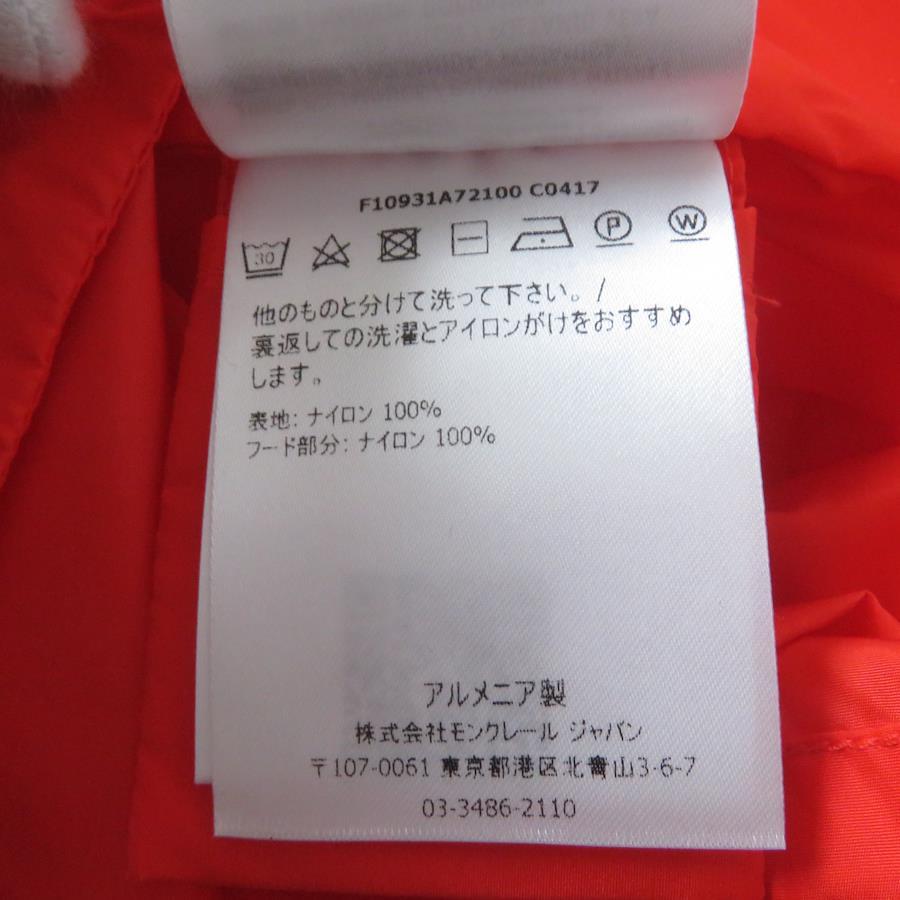 F10931A72100 C0417
30 P W
他のものと分けて洗って下さい。/
裏返しての洗濯とアイロンがけをおすすめ
します。
表地: ナイロン 100%
フード部分: ナイロン 100%
アルメニア製
株式会社モンクレール ジャパン
〒107-0061 東京都港区北青山3-6-7
03-3486-2110